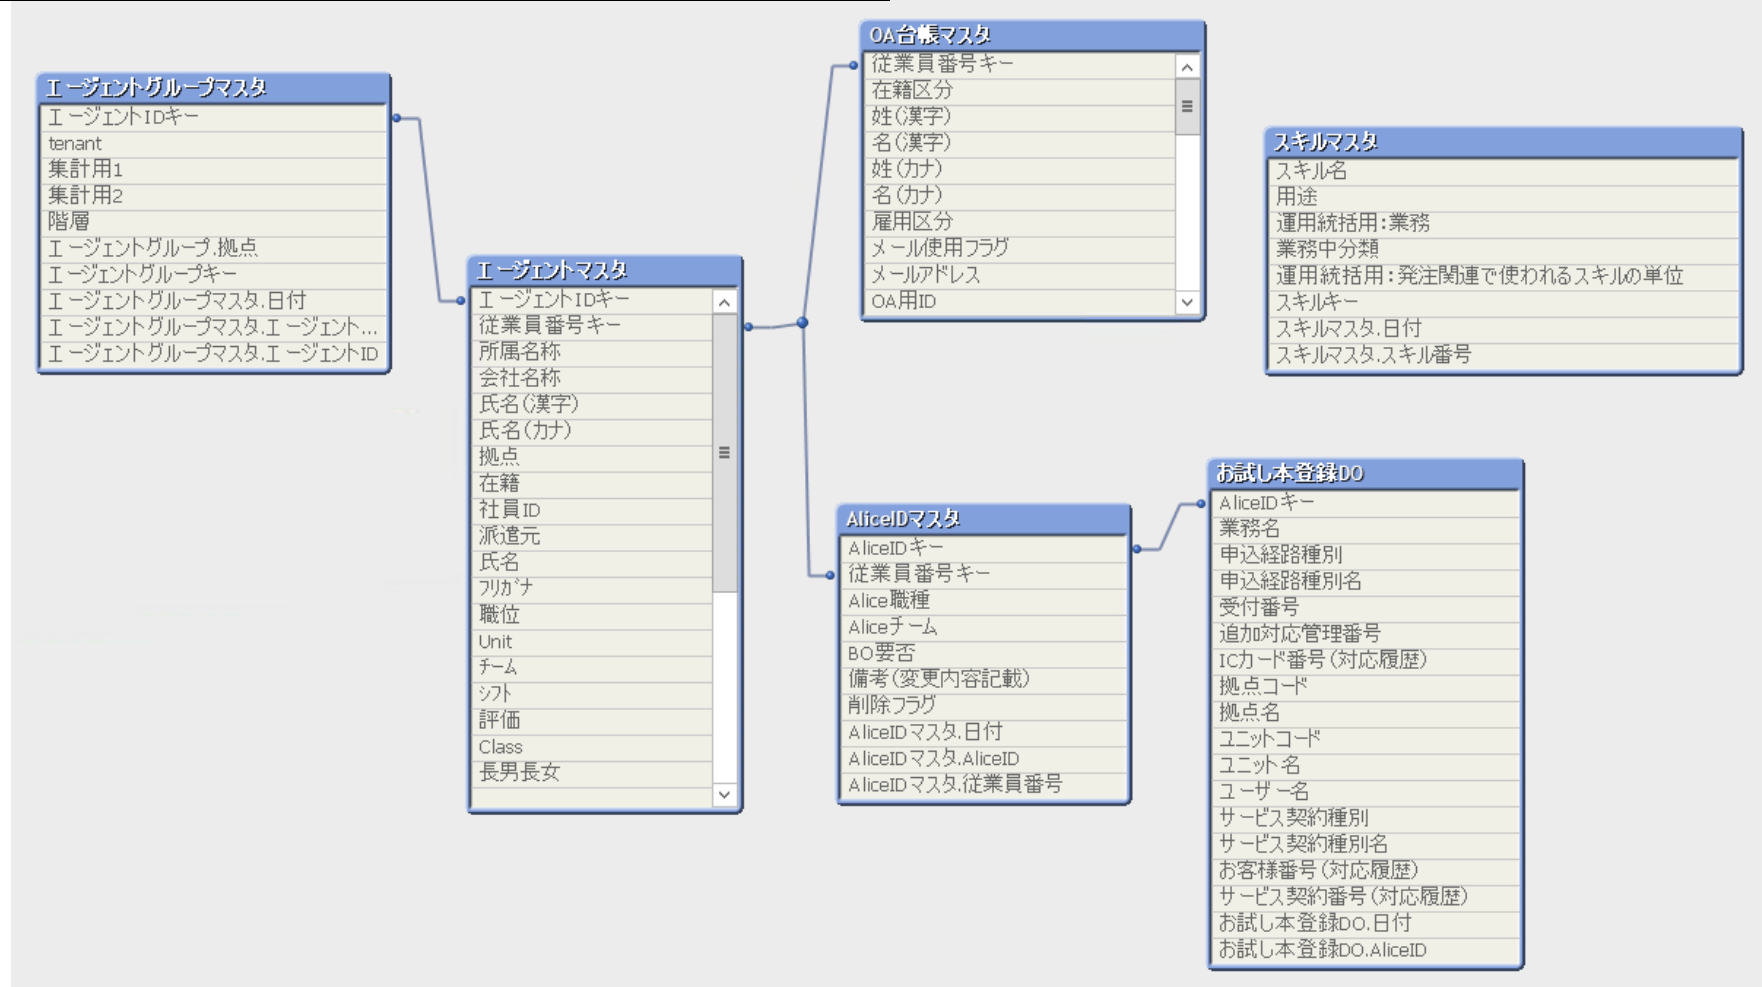 エージェントグループマスタ
エージェントIDキー
tenant
集計用1
集計用2
階層
エージェントグループ.拠点
エージェントグループキー
エージェントグループマスタ.日付
エージェントグループマスタ.エージェント...
エージェントグループマスタ.エージェントID
エージェントマスタ
エージェントIDキー
従業員番号キー
所属名称
会社名称
氏名(漢字)
氏名(カナ)
拠点
在籍
社員ID
派遣元
氏名
フリガナ
職位
Unit
チーム
シフト
評価
Class
長男長女
OA台帳マスタ
従業員番号キー
在籍区分
姓(漢字)
名(漢字)
姓(カナ)
名(カナ)
雇用区分
メール使用フラグ
メールアドレス
OA用ID
AliceIDマスタ
AliceIDキー
従業員番号キー
Alice職種
Aliceチーム
BO要否
備考(変更内容記載)
削除フラグ
AliceIDマスタ.日付
AliceIDマスタ.AliceID
AliceIDマスタ.従業員番号
スキルマスタ
スキル名
用途
運用統括用:業務
業務中分類
運用統括用:発注関連で使われるスキルの単位
スキルキー
スキルマスタ.日付
スキルマスタ.スキル番号
お試し本登録DO
AliceIDキー
業務名
申込経路種別
申込経路種別名
受付番号
追加対応管理番号
ICカード番号(対応履歴)
拠点コード
拠点名
ユニットコード
ユニット名
ユーザー名
サービス契約種別
サービス契約種別名
お客様番号(対応履歴)
サービス契約番号(対応履歴)
お試し本登録DO.日付
お試し本登録DO.AliceID